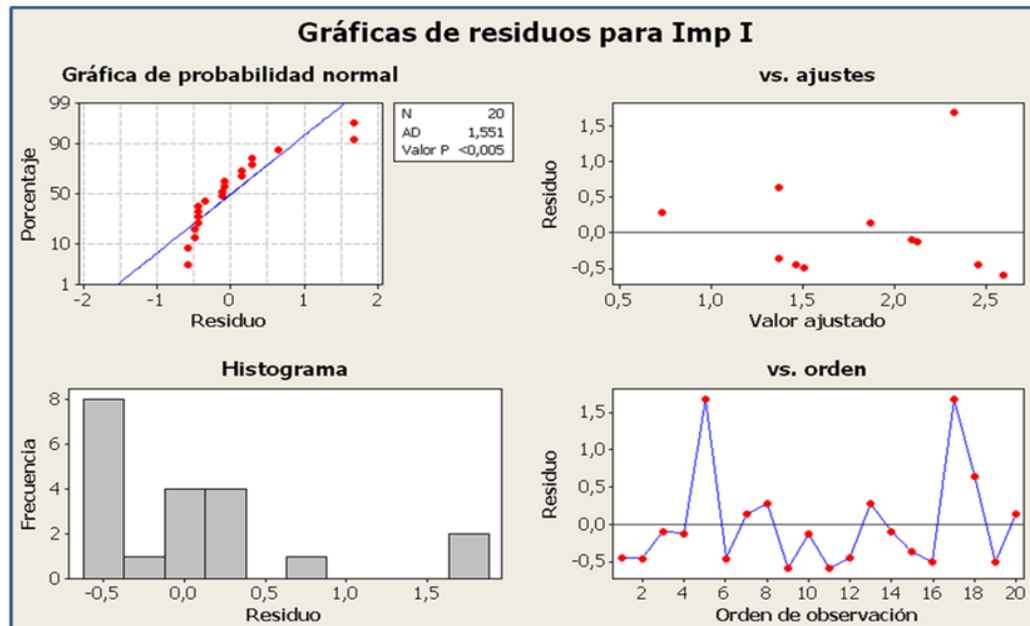 Gráficas de residuos para Imp I
Gráfica de probabilidad normal
99
90
50
10
1
Porcentaje
-2 -1 0 1 2
Residuo
N 20
AD 1,551
Valor P <0,005
vs. ajustes
1,5
1,0
0,5
0,0
-0,5
Residuo
0,5 1,0 1,5 2,0 2,5
Valor ajustado
Histograma
8
6
4
2
0
Frecuencia
-0,5 0,0 0,5 1,0 1,5
Residuo
vs. orden
1,5
1,0
0,5
0,0
-0,5
Residuo
2 4 6 8 10 12 14 16 18 20
Orden de observación